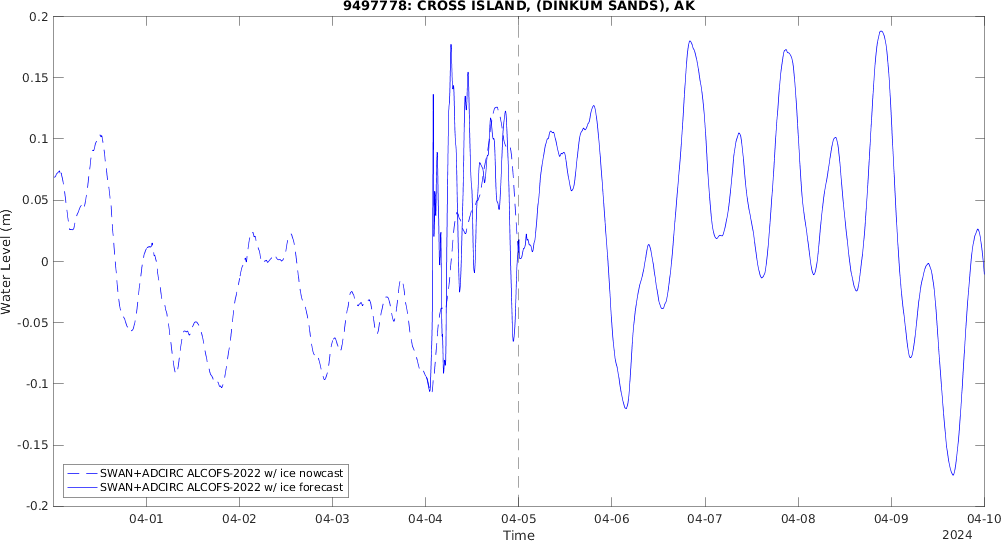 9497778: CROSS ISLAND, (DINKUM SANDS), AK
0.2
0.15
0.1
0.05
0
-0.05
-0.1
-0.15
-0.2
Water Level (m)
SWAN+ADCIRC ALCOFS-2022 w/ ice nowcast
SWAN+ADCIRC ALCOFS-2022 w/ ice forecast
04-01 04-02 04-03 04-04 04-05 04-06 04-07 04-08 04-09 04-10
Time
2024